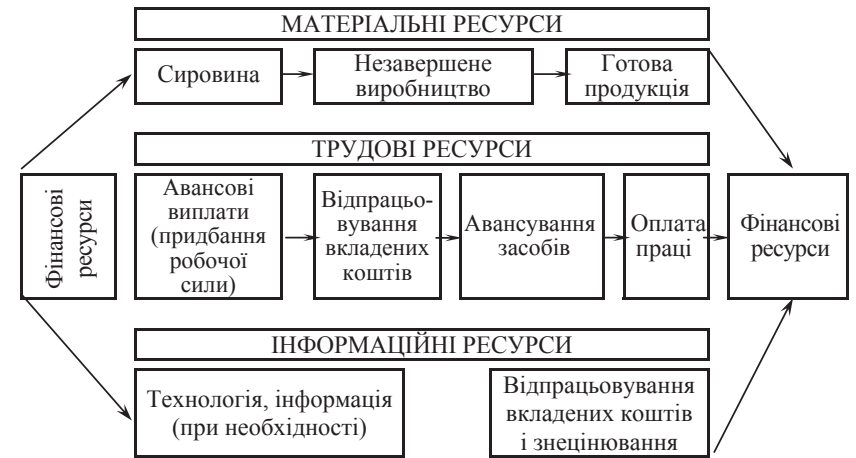 МАТЕРІАЛЬНІ РЕСУРСИ
Сировина
Незавершене
виробництво
Готова
продукція
ТРУДОВІ РЕСУРСИ
Фінансові
ресурси
Авансові
виплати
(придбання
робочої
сили)
Відпрацьо-
вування
вкладених
коштів
Авансування
засобів
Оплата
праці
Фінансові
ресурси
ІНФОРМАЦІЙНІ РЕСУРСИ
Технологія, інформація
(при необхідності)
Відпрацьовування
вкладених коштів
і знецінювання